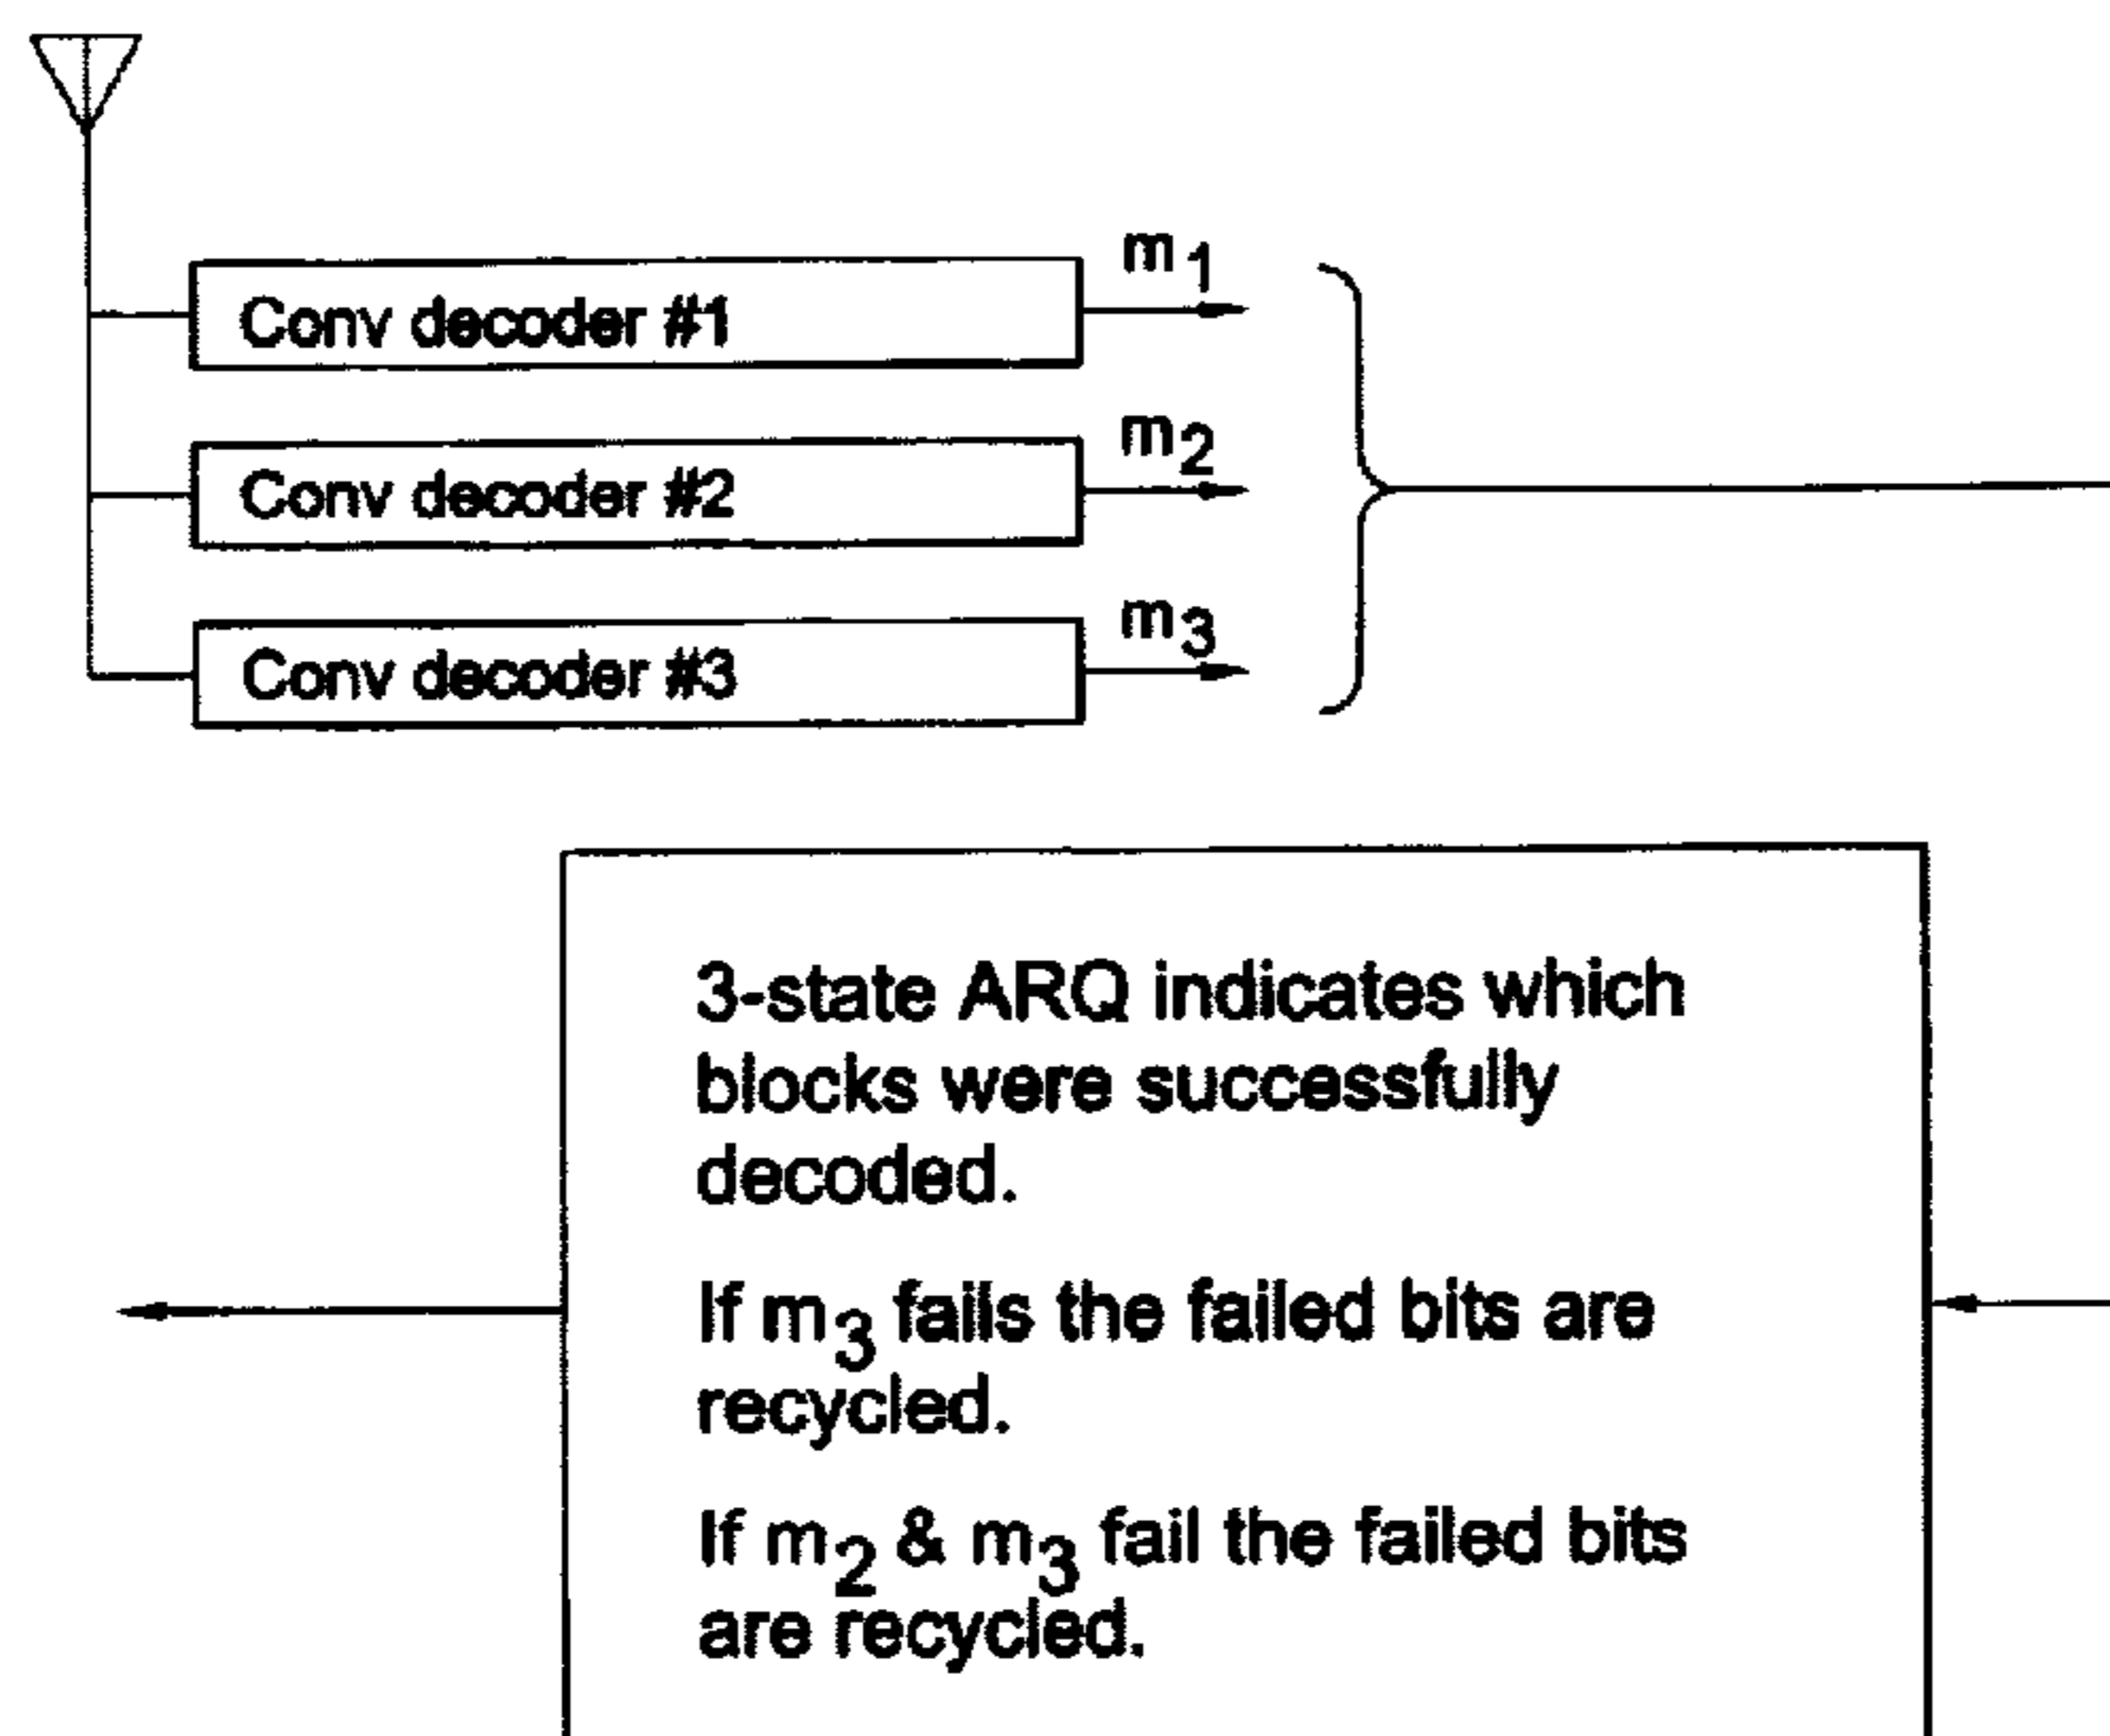 m1
Conv decoder #1
m2
Conv decoder #2
m3
Conv decoder #3
3-state ARQ indicates which
blocks were successfully
decoded.
If m3 fails the failed bits are
recycled.
If m2 & m3 fail the failed bits
are recycled.